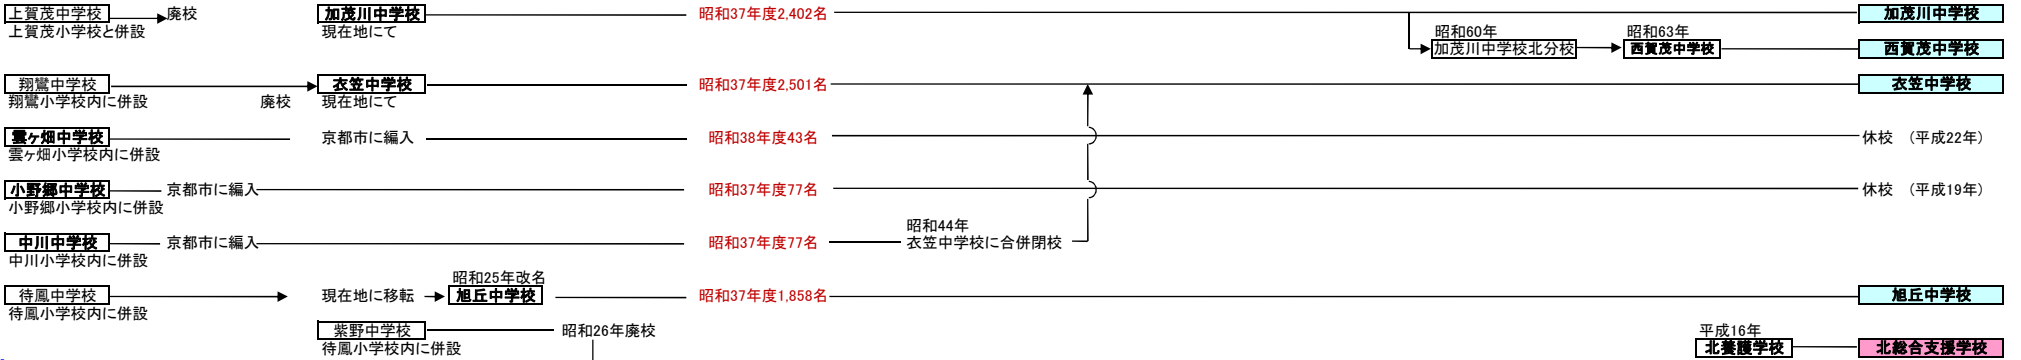 上賀茂中学校 廃校 加茂川中学校 昭和37年度2,402名 加茂川中学校
上賀茂小学校と併設 現在地にて 昭和60年 昭和63年
加茂川中学校北分校 西賀茂中学校 西賀茂中学校
翔鸞中学校 衣笠中学校 昭和37年度2,501名 衣笠中学校
翔鸞小学校内に併設 廃校 現在地にて
雲ヶ畑中学校 京都市に編入 昭和38年度43名 休校 (平成22年)
雲ヶ畑小学校内に併設
小野郷中学校 京都市に編入 昭和37年度77名 休校 (平成19年)
小野郷小学校内に併設
昭和44年
中川中学校 京都市に編入 昭和37年度77名 衣笠中学校に合併閉校
中川小学校内に併設
昭和25年改名
待鳳中学校 現在地に移転 旭丘中学校 昭和37年度1,858名 旭丘中学校
待鳳小学校内に併設
紫野中学校 昭和26年廃校 平成16年
待鳳小学校内に併設 北養護学校 北総合支援学校